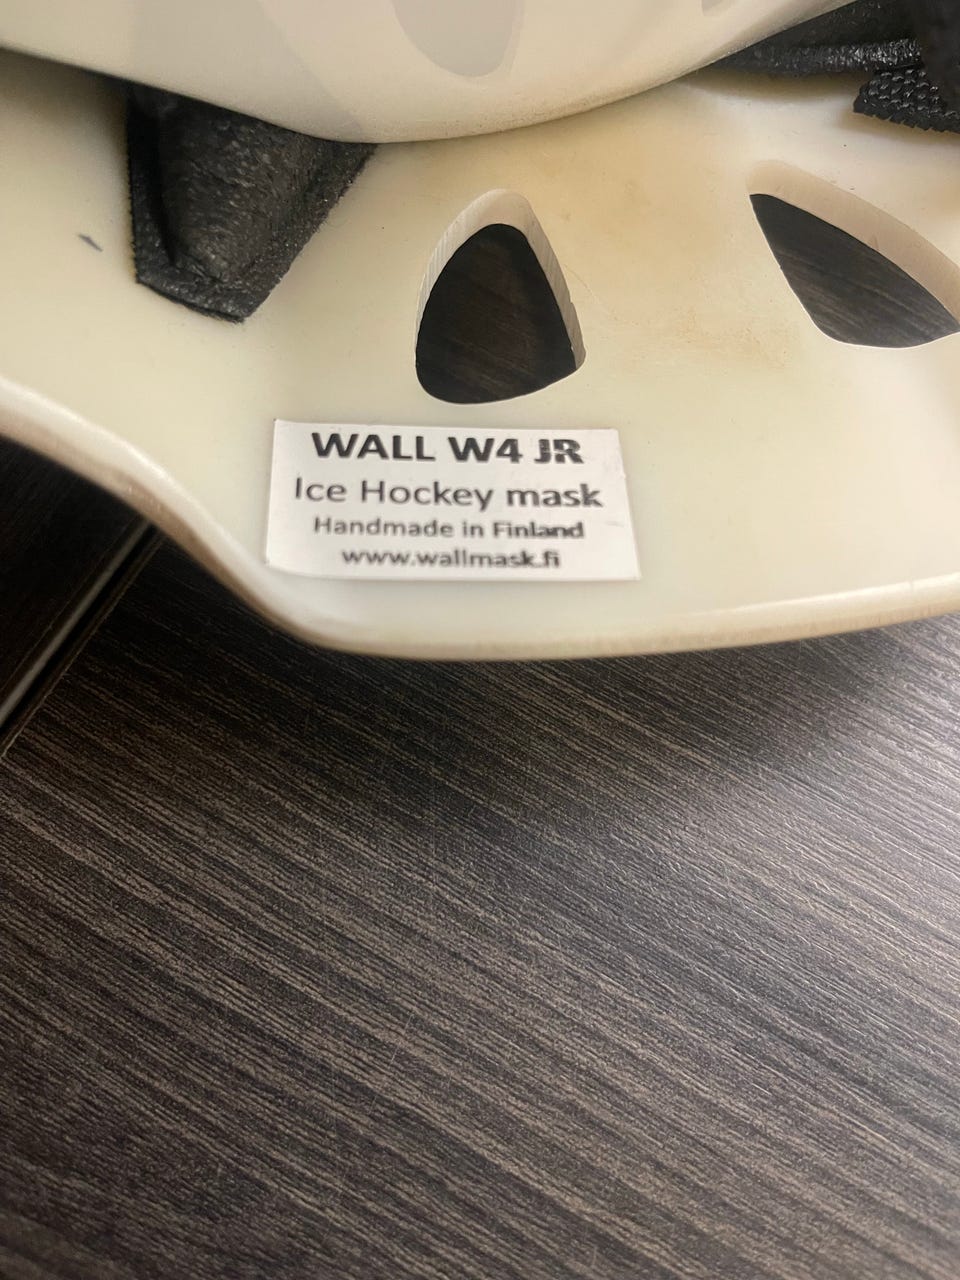 WALL W4 JR
Ice Hockey mask
Handmade in Finland
www.wallmask.fi